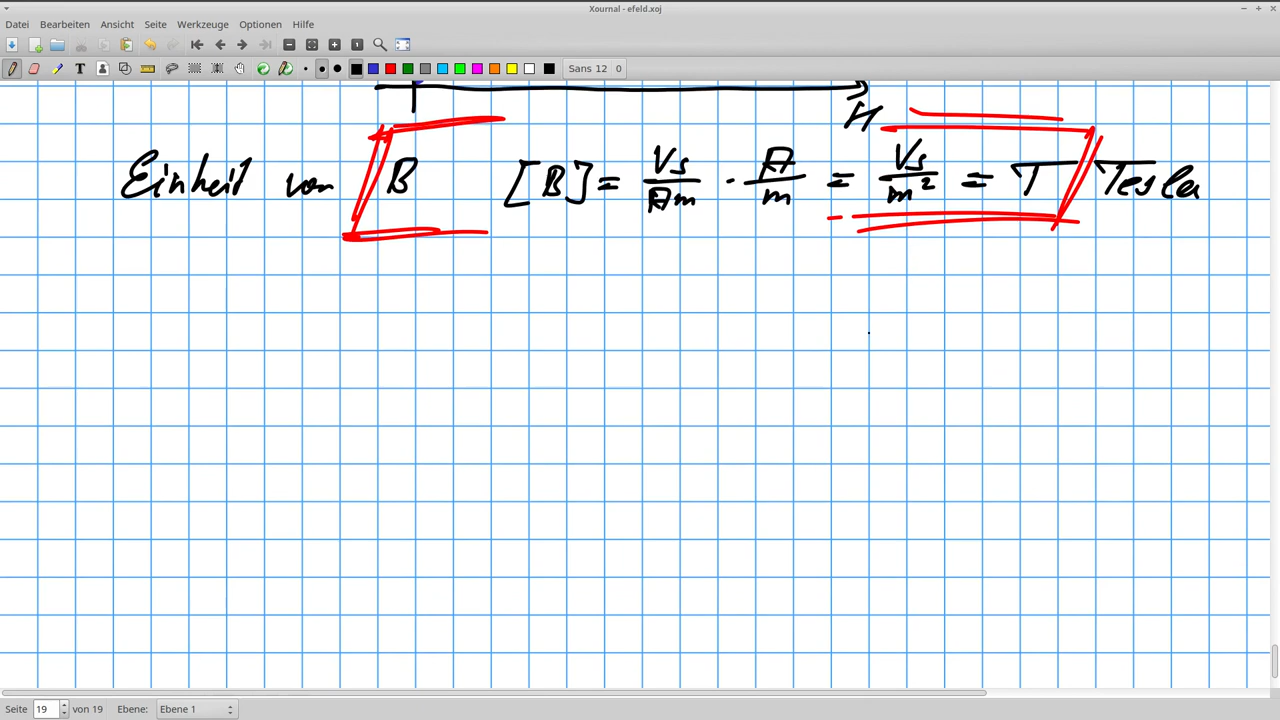 Xournal - efeld.xoj
Datei Bearbeiten Ansicht Seite Werkzeuge Optionen Hilfe
Sans 12 0
H
Einheit von B [B] = Vs/Am · A/m = Vs/m² = T Tesla
Seite 19 von 19 Ebene: Ebene 1